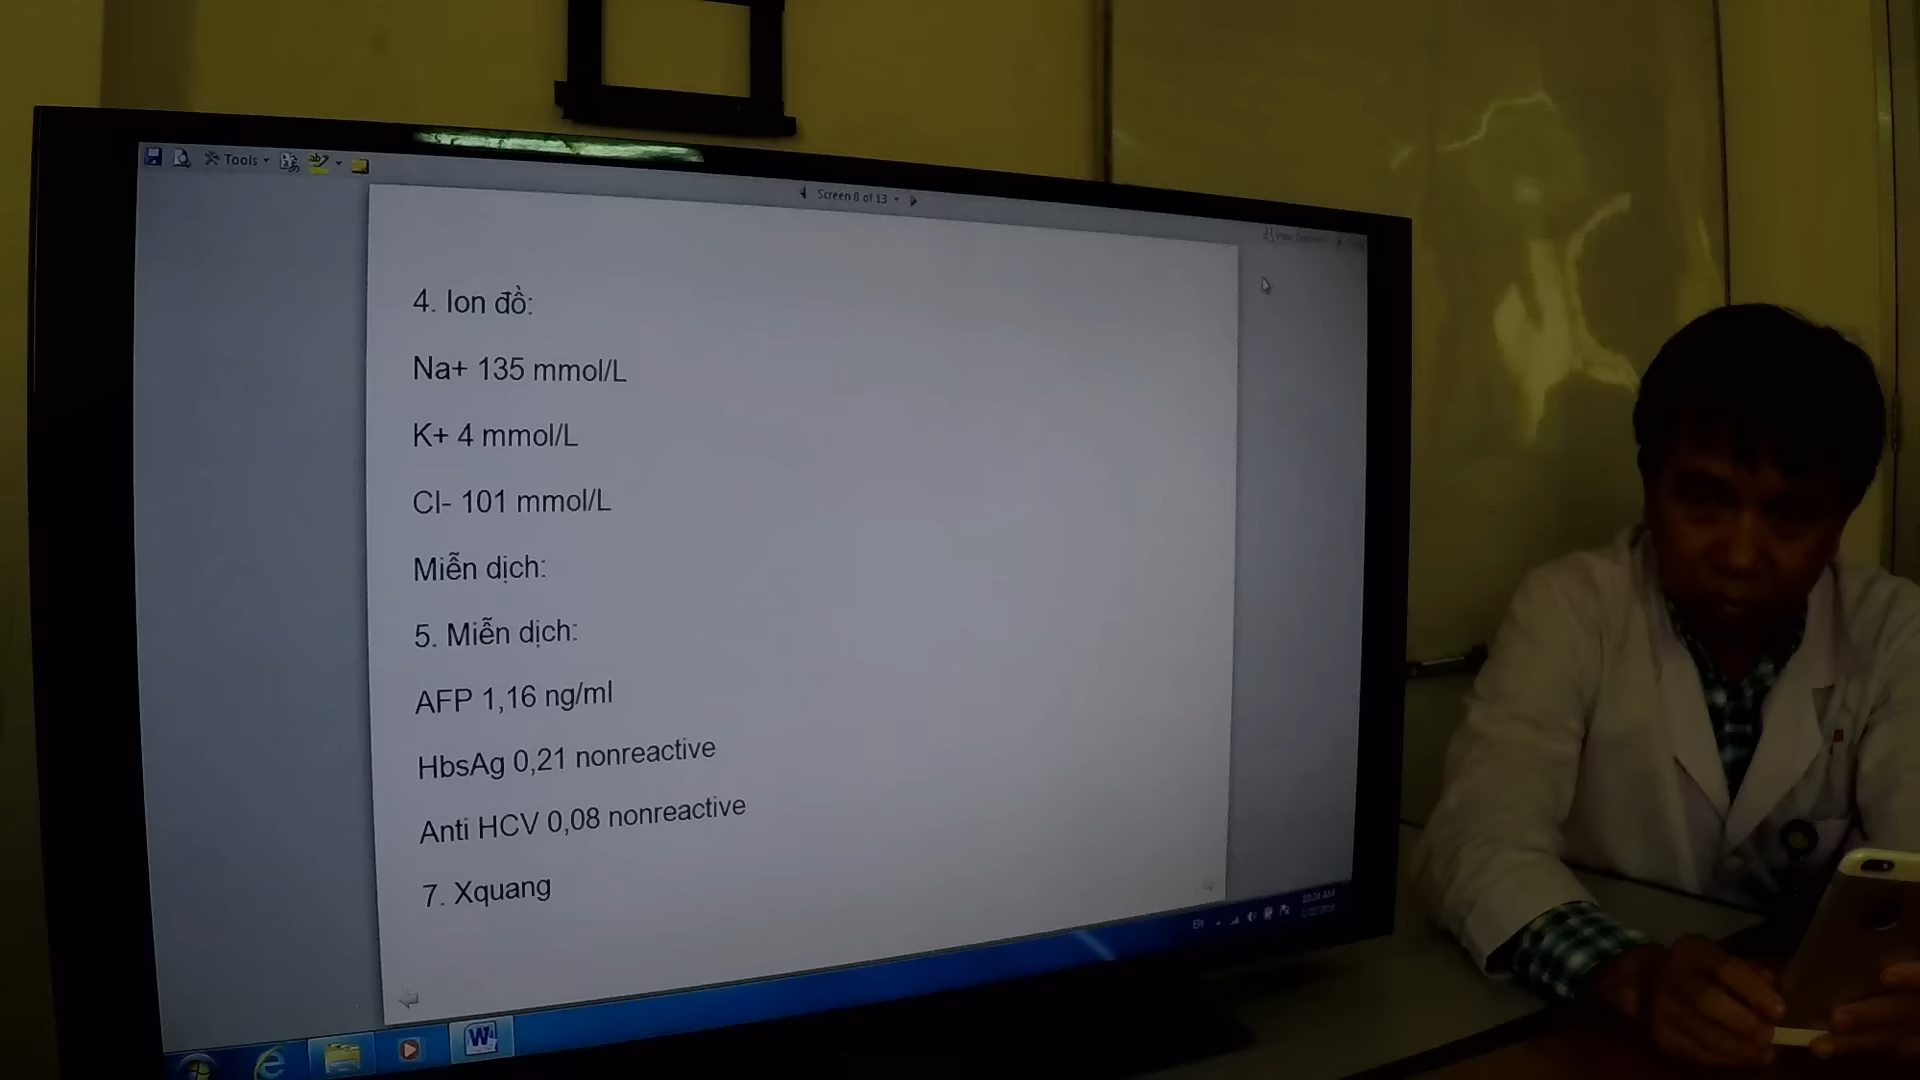 Tools
Screen 8 of 13
4. Ion đồ:
Na+ 135 mmol/L
K+ 4 mmol/L
Cl- 101 mmol/L
Miễn dịch:
5. Miễn dịch:
AFP 1,16 ng/ml
HbsAg 0,21 nonreactive
Anti HCV 0,08 nonreactive
7. Xquang
EN